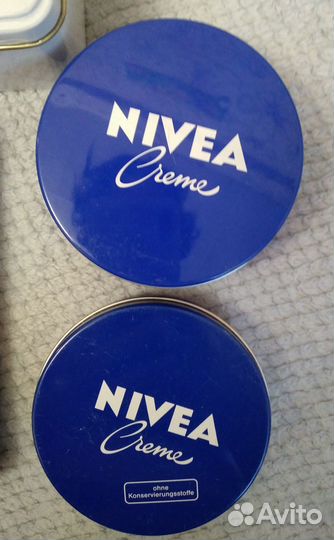 NIVEA
Creme
NIVEA
Creme
ohne
Konservierungsstoffe
Avito